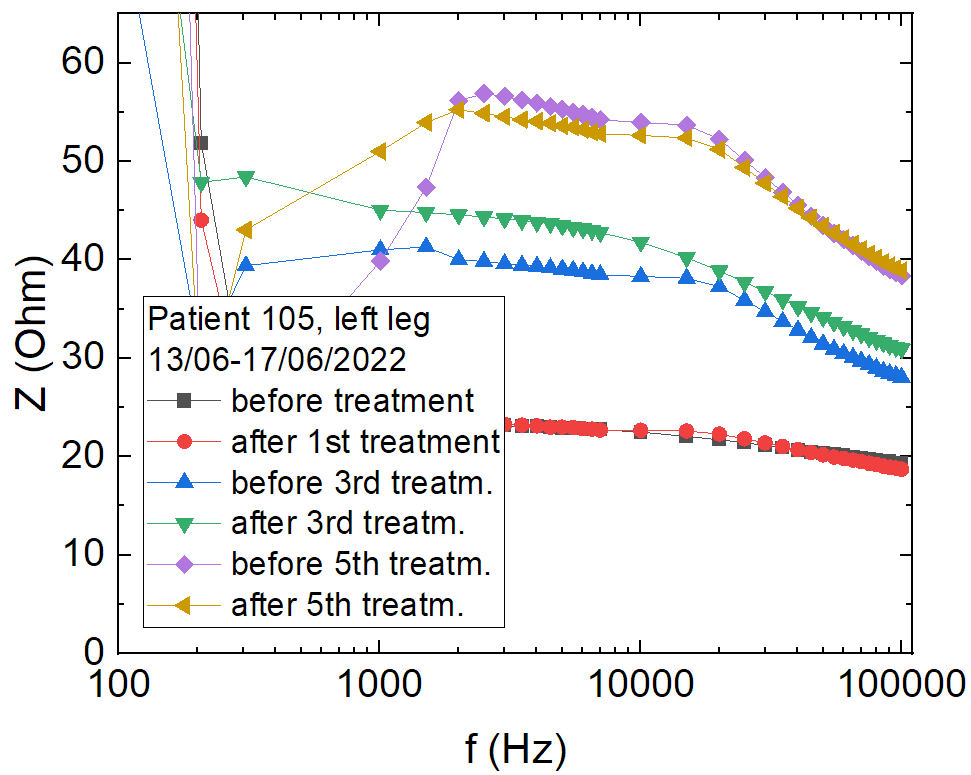 60
50
40
30
20
10
0
Z (Ohm)
Patient 105, left leg
13/06-17/06/2022
before treatment
after 1st treatment
before 3rd treatm.
after 3rd treatm.
before 5th treatm.
after 5th treatm.
100 1000 10000 100000
f (Hz)